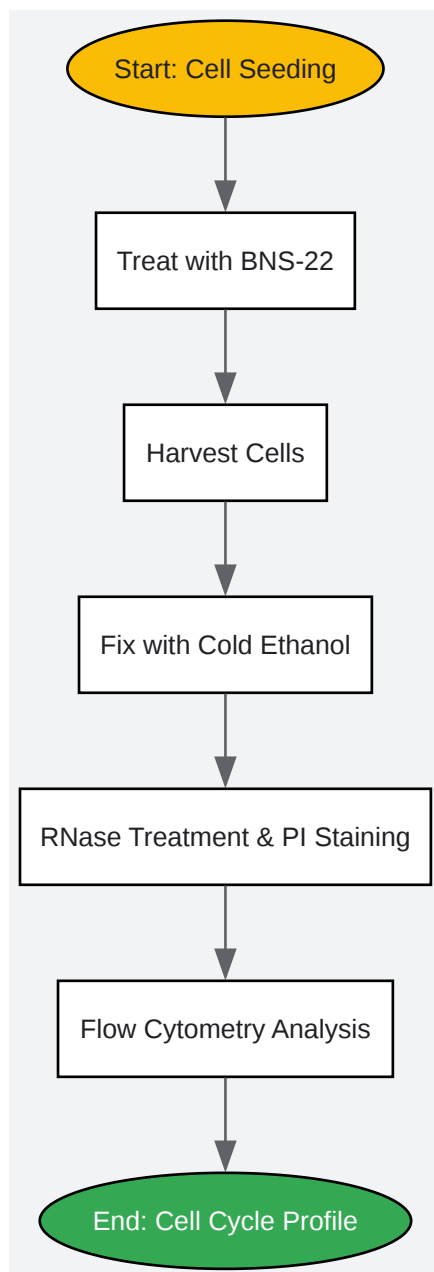 Start: Cell Seeding
Treat with BNS-22
Harvest Cells
Fix with Cold Ethanol
RNase Treatment & PI Staining
Flow Cytometry Analysis
End: Cell Cycle Profile